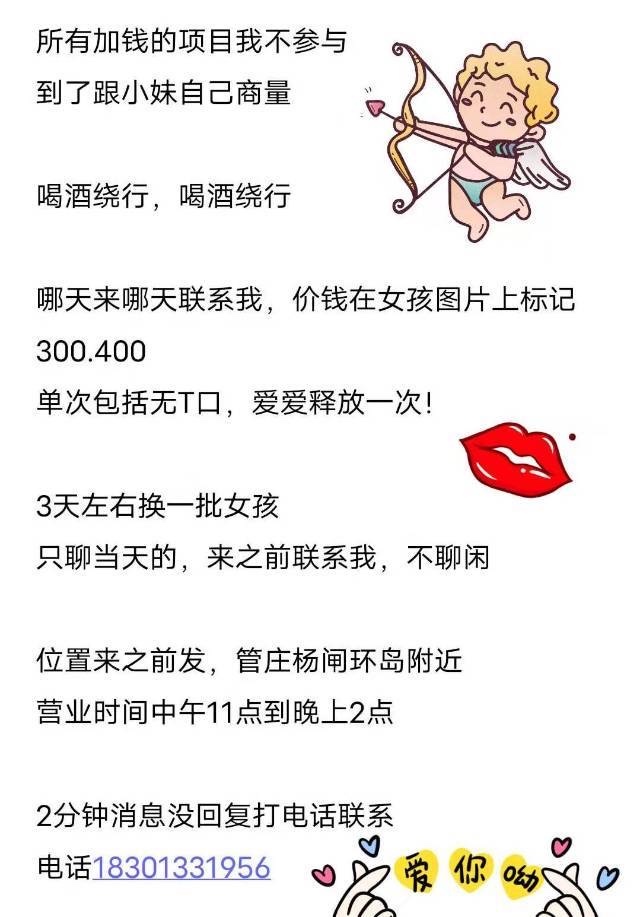 所有加钱的项目我不参与
到了跟小妹自己商量
喝酒绕行，喝酒绕行
哪天来哪天联系我，价钱在女孩图片上标记
300.400
单次包括无T口，爱爱释放一次！
3天左右换一批女孩
只聊当天的，来之前联系我，不聊闲
位置来之前发，管庄杨闸环岛附近
营业时间中午11点到晚上2点
2分钟消息没回复打电话联系
电话18301331956
爱你呦